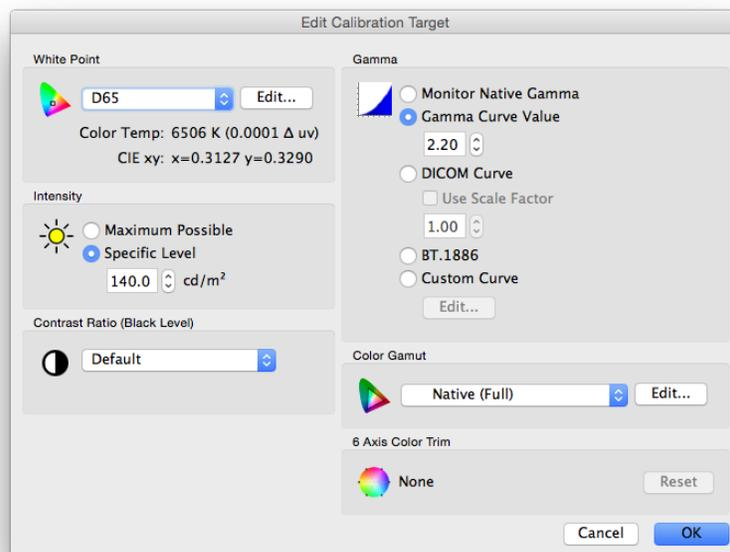 Edit Calibration Target
White Point
D65
Edit...
Color Temp: 6506 K (0.0001 Δ uv)
CIE xy: x=0.3127 y=0.3290
Intensity
Maximum Possible
Specific Level
140.0 cd/m²
Contrast Ratio (Black Level)
Default
Gamma
Monitor Native Gamma
Gamma Curve Value
2.20
DICOM Curve
Use Scale Factor
1.00
BT.1886
Custom Curve
Edit...
Color Gamut
Native (Full)
Edit...
6 Axis Color Trim
None
Reset
Cancel
OK